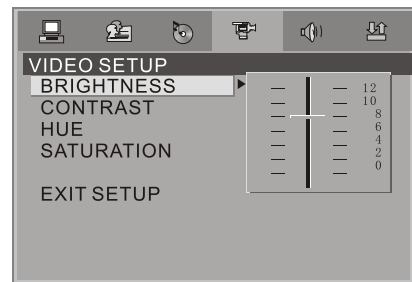 VIDEO SETUP
BRIGHTNESS
CONTRAST
HUE
SATURATION
EXIT SETUP
12
10
8
6
4
2
0